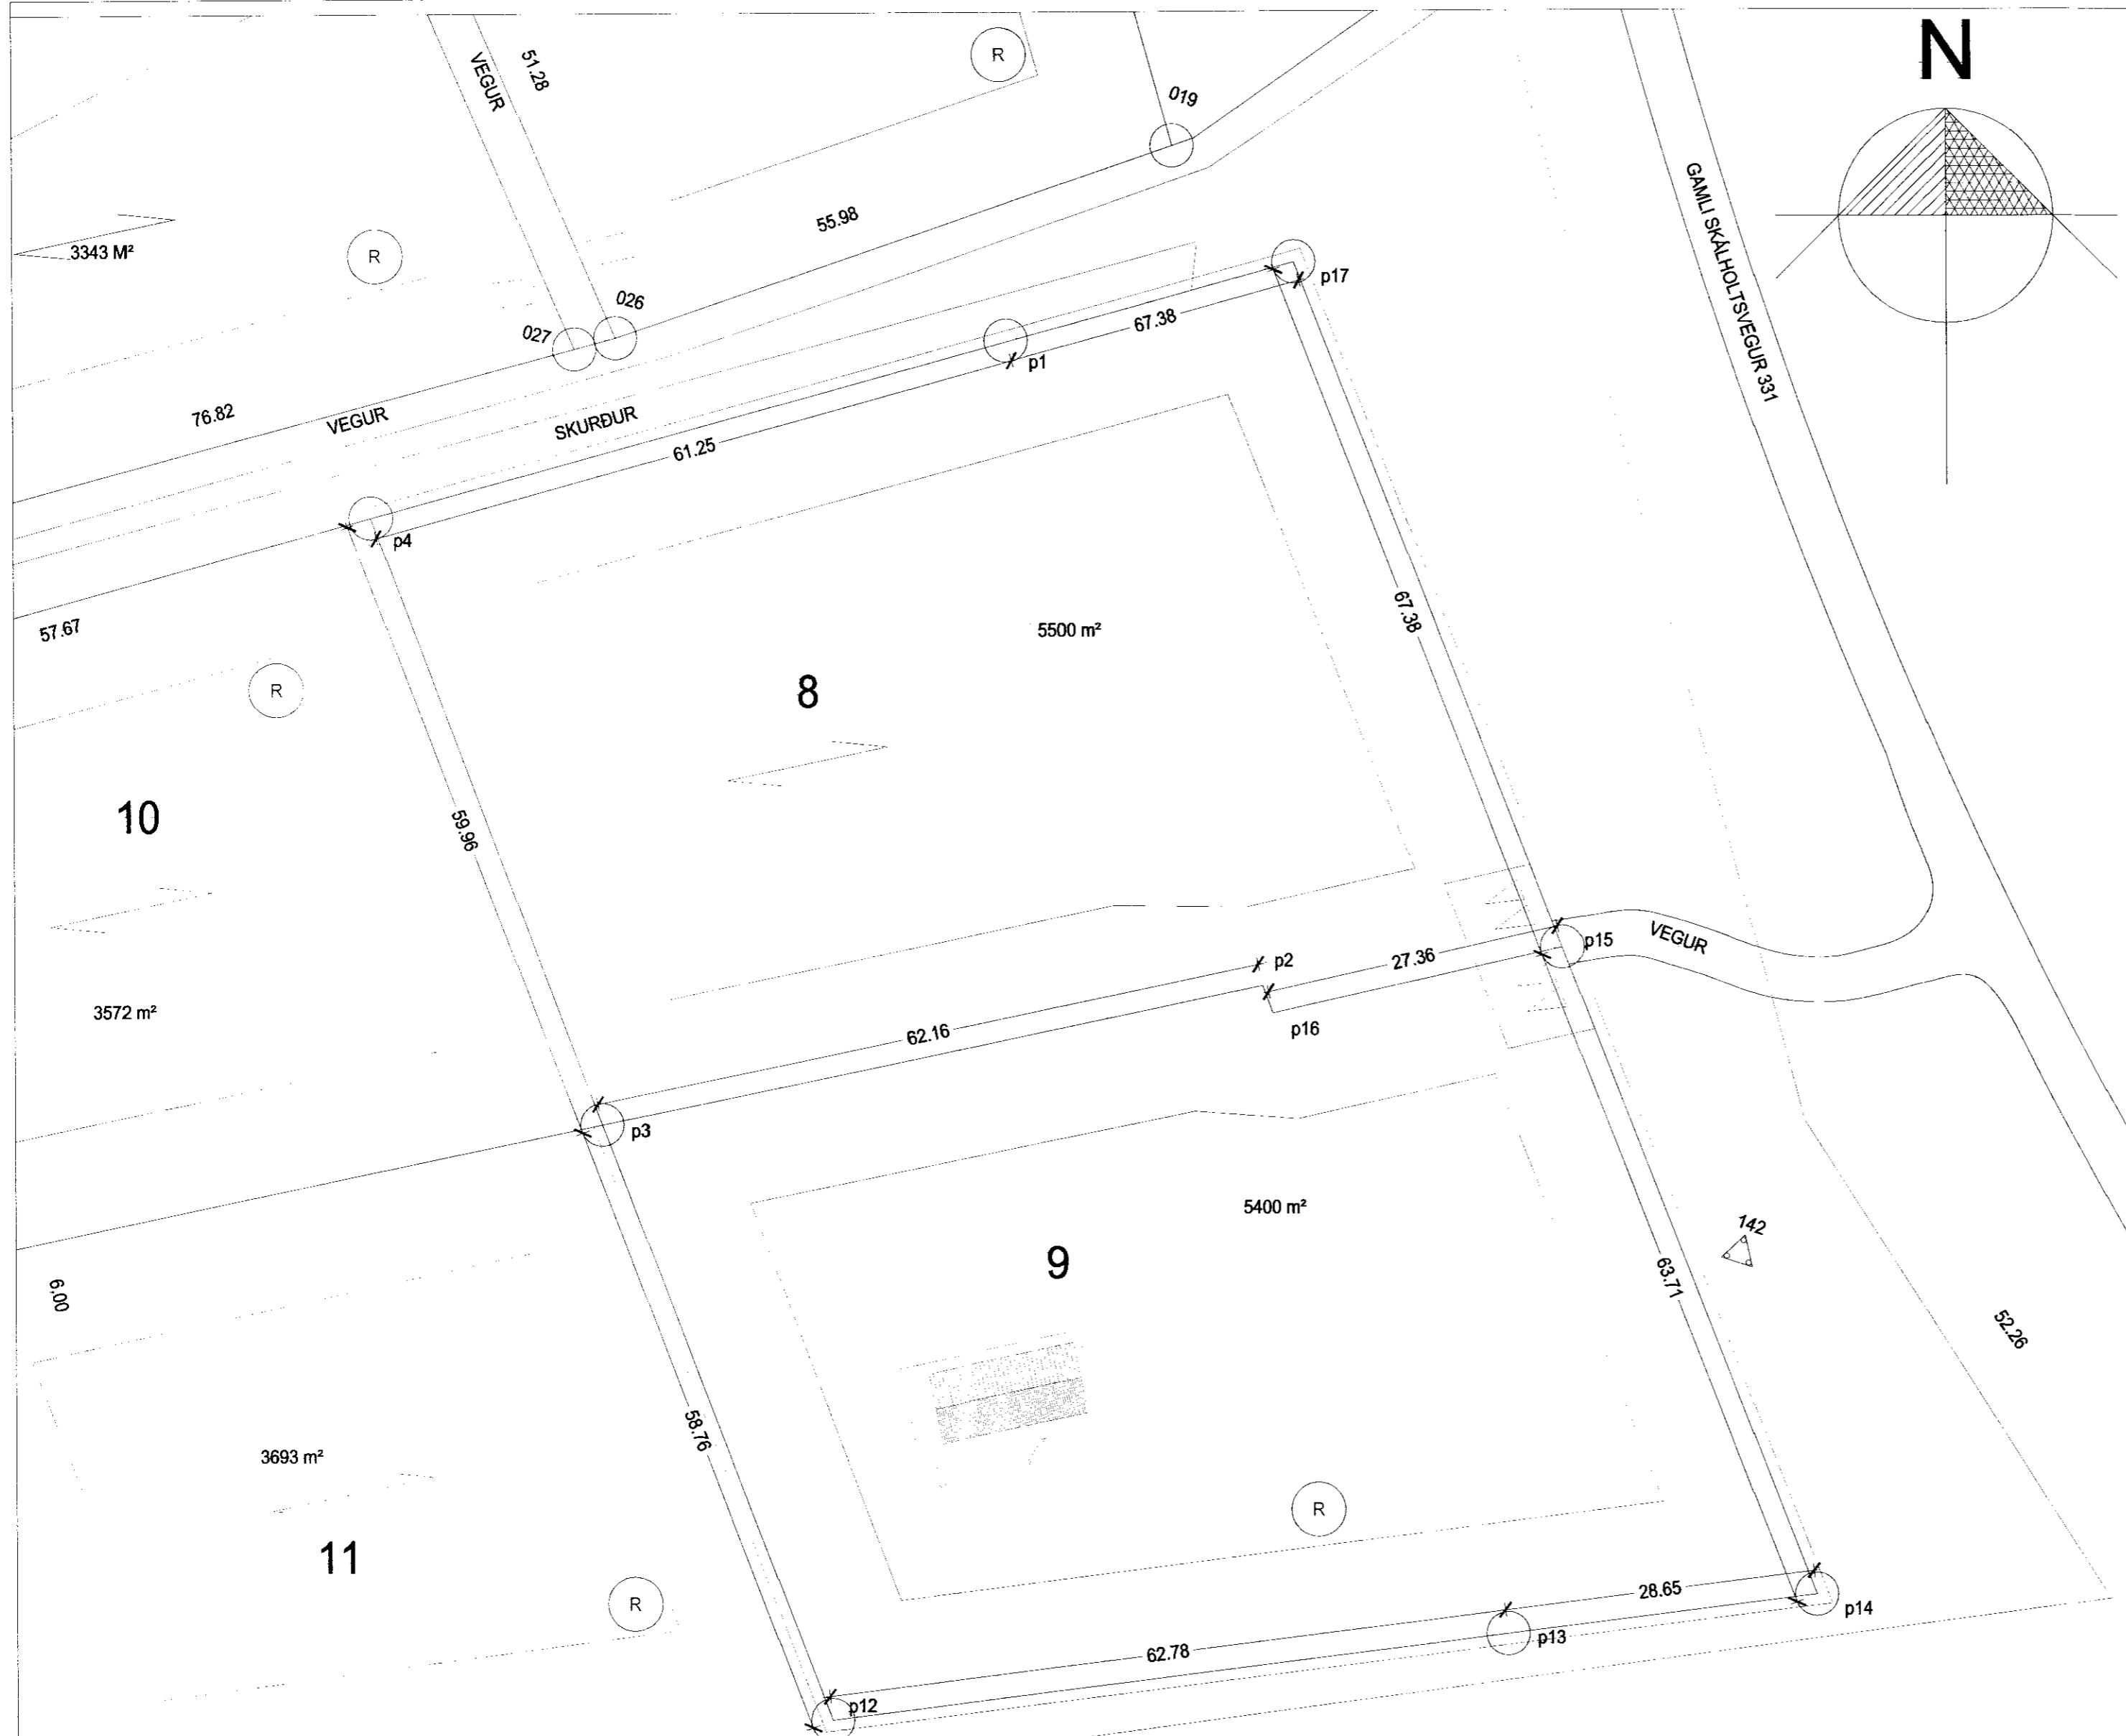 N
R
VEGUR
51.28
019
GAMLI SKÁLHOLTSVEGUR 331
3343 M²
R
55.98
p17
026
027
67.38
p1
76.82
VEGUR
SKURÐUR
61.25
p4
57.67
67.38
5500 m²
R
8
10
59.96
p15
VEGUR
p2
27.36
3572 m²
62.16
p16
p3
5400 m²
142
9
6,00
63.71
52.26
58.76
3693 m²
R
11
R
28.65
p14
p13
62.78
p12